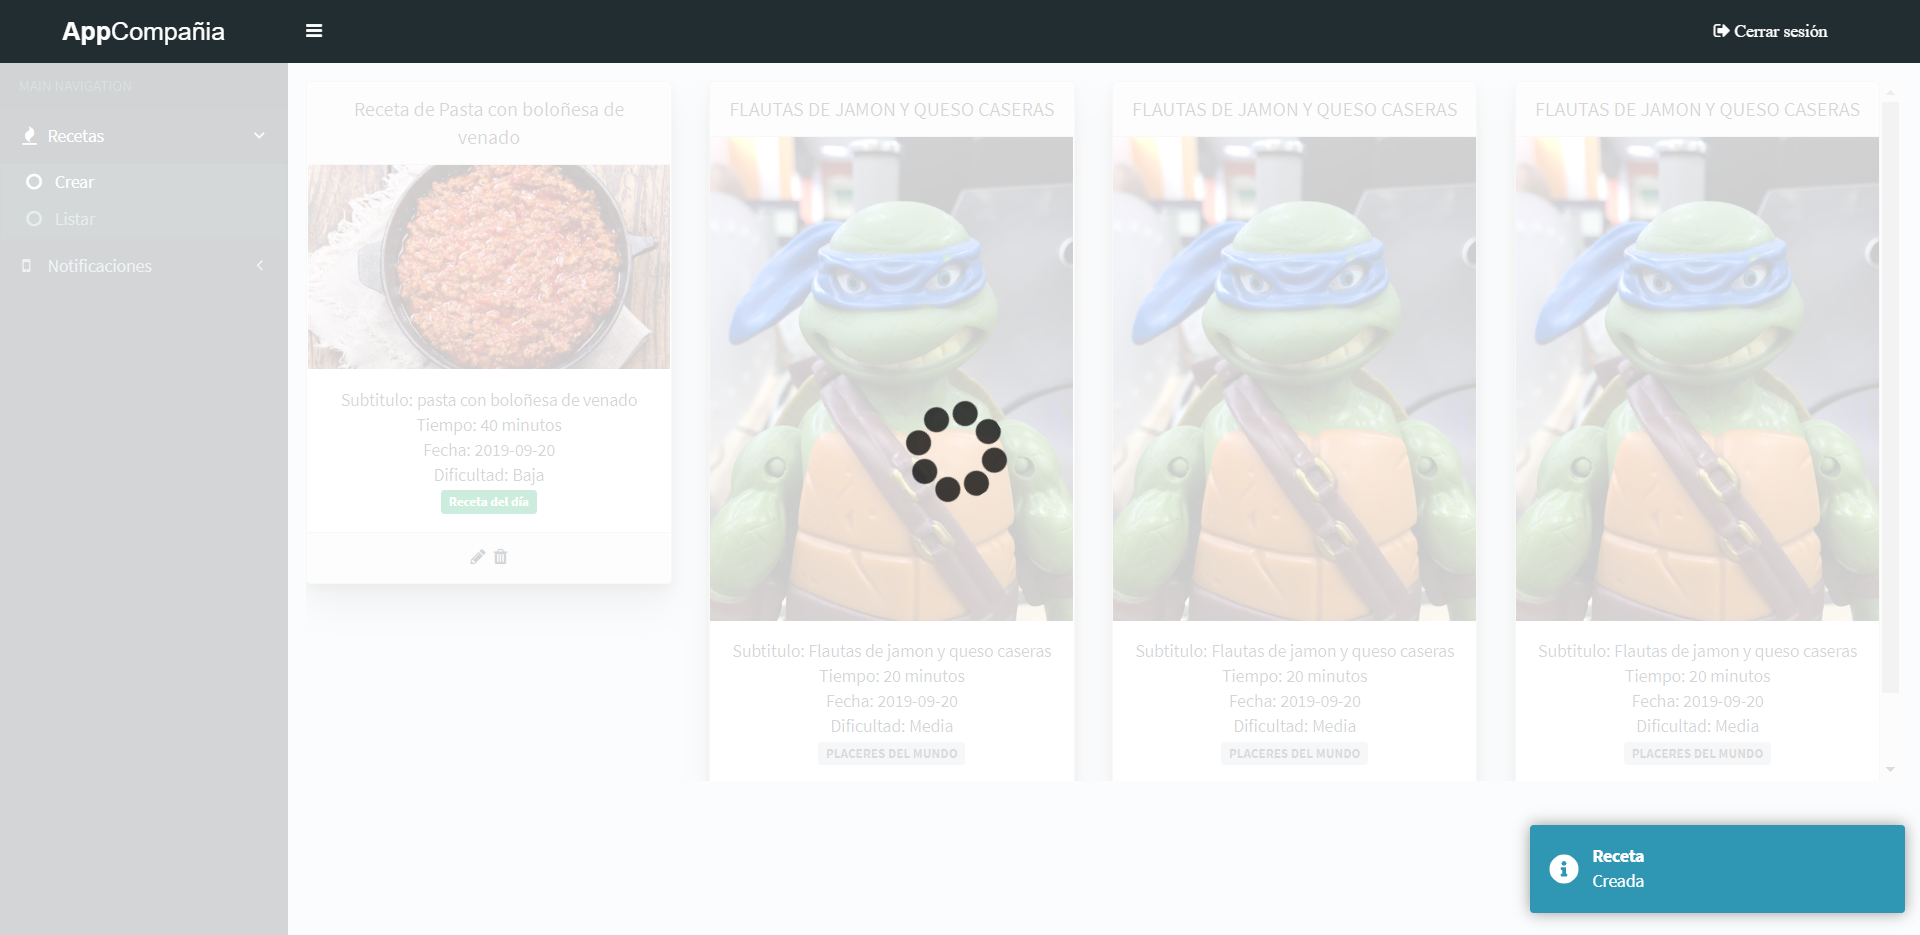 AppCompañia
Cerrar sesión
MAIN NAVIGATION
Recetas
Crear
Listar
Notificaciones
Receta de Pasta con boloñesa de
venado
Subtitulo: pasta con boloñesa de venado
Tiempo: 40 minutos
Fecha: 2019-09-20
Dificultad: Baja
Receta del día
FLAUTAS DE JAMON Y QUESO CASERAS
Subtitulo: Flautas de jamon y queso caseras
Tiempo: 20 minutos
Fecha: 2019-09-20
Dificultad: Media
PLACERES DEL MUNDO
FLAUTAS DE JAMON Y QUESO CASERAS
Subtitulo: Flautas de jamon y queso caseras
Tiempo: 20 minutos
Fecha: 2019-09-20
Dificultad: Media
PLACERES DEL MUNDO
FLAUTAS DE JAMON Y QUESO CASERAS
Subtitulo: Flautas de jamon y queso caseras
Tiempo: 20 minutos
Fecha: 2019-09-20
Dificultad: Media
PLACERES DEL MUNDO
Receta
Creada